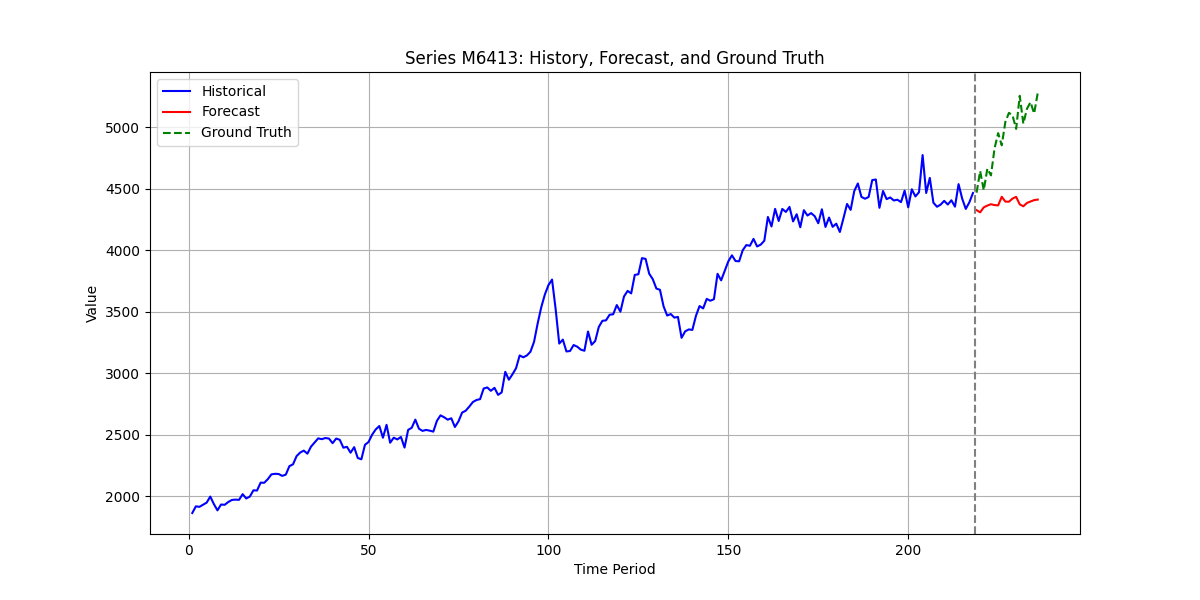 Series M6413: History, Forecast, and Ground Truth
Historical
Forecast
Ground Truth
5000
4500
4000
3500
3000
2500
2000
Value
0 50 100 150 200
Time Period